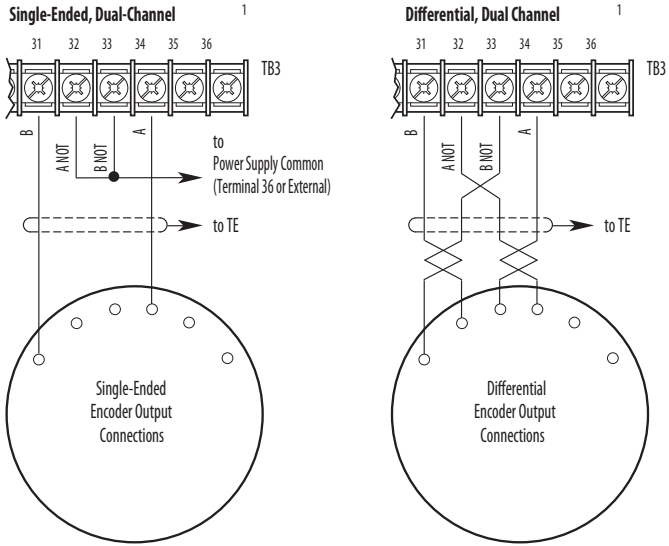 Single-Ended, Dual-Channel 1
31 32 33 34 35 36
TB3
B
A NOT
B NOT
A
to
Power Supply Common
(Terminal 36 or External)
to TE
Single-Ended
Encoder Output
Connections
Differential, Dual Channel 1
31 32 33 34 35 36
TB3
B
A NOT
B NOT
A
to TE
Differential
Encoder Output
Connections